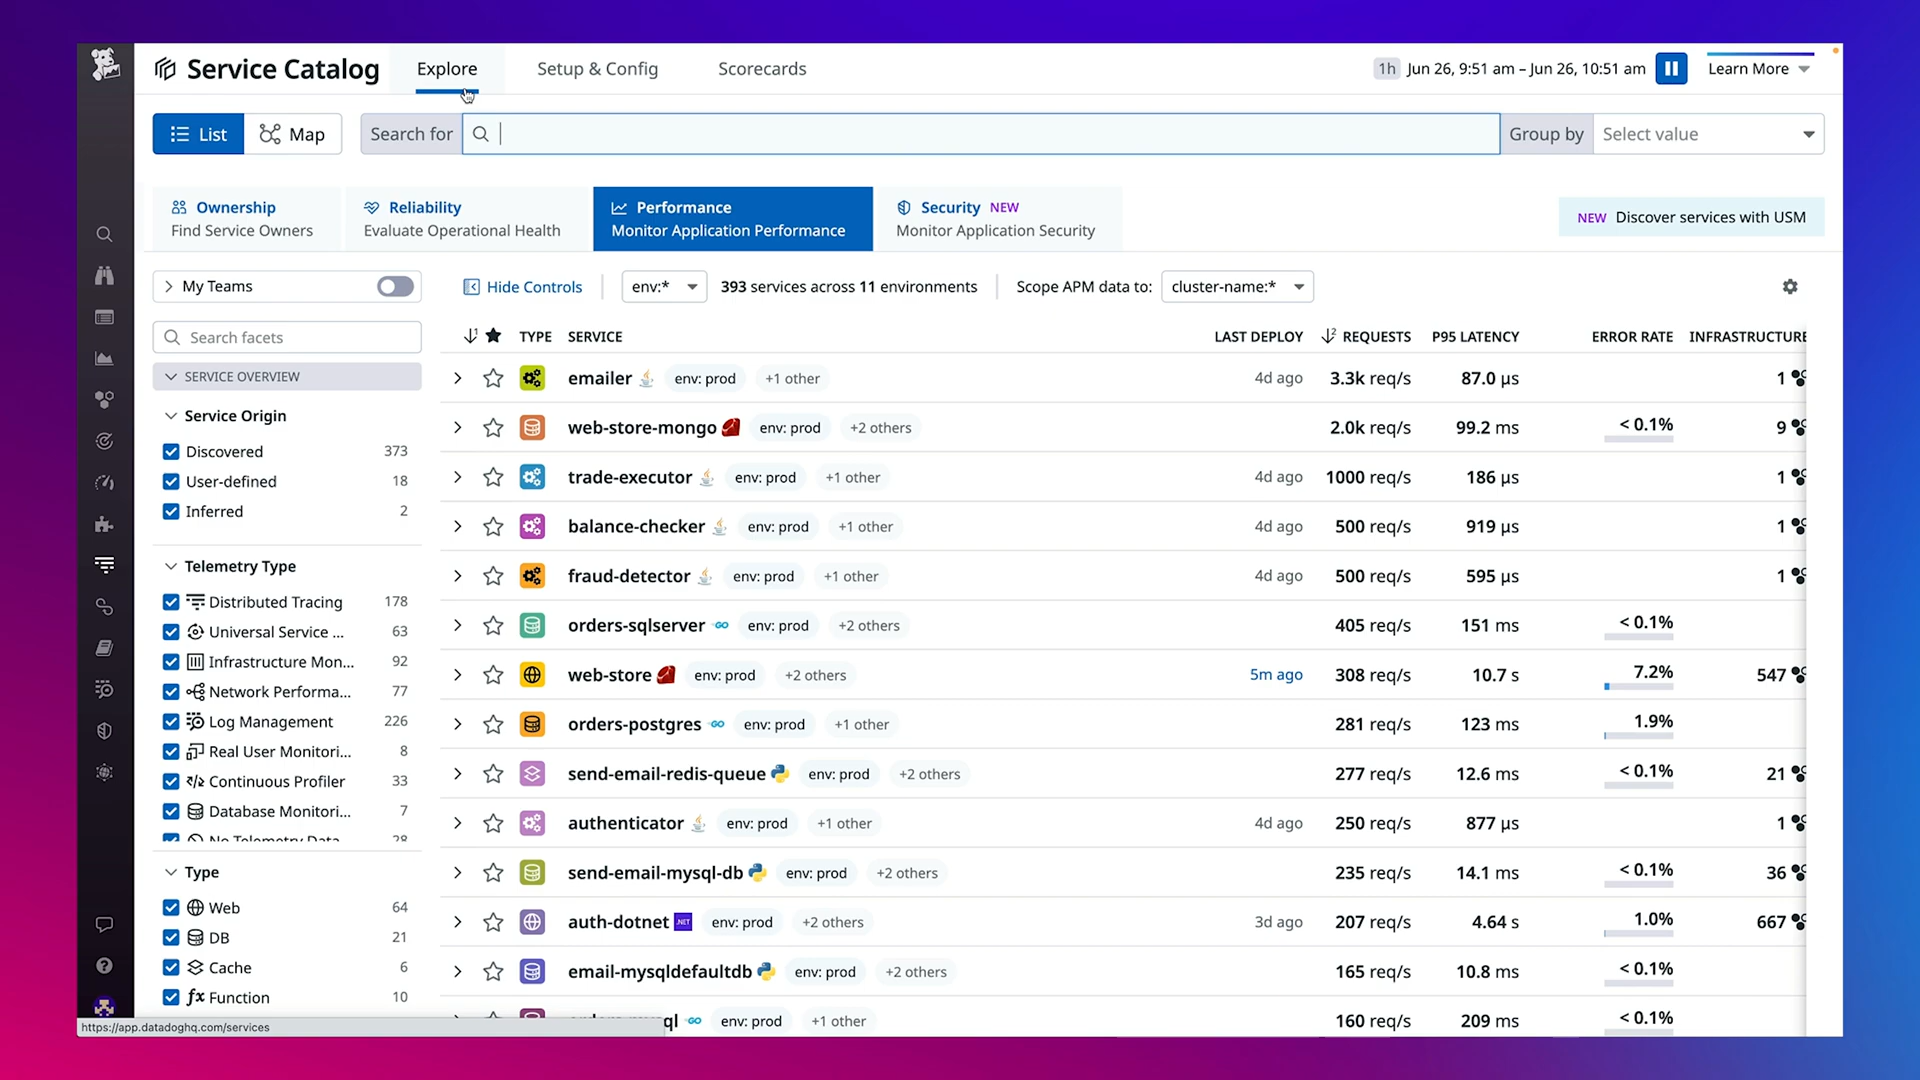 Service Catalog
Explore
Setup & Config
Scorecards
1h Jun 26, 9:51 am – Jun 26, 10:51 am
Learn More
List
Map
Search for
Group by
Select value
Ownership
Find Service Owners
Reliability
Evaluate Operational Health
Performance
Monitor Application Performance
Security NEW
Monitor Application Security
NEW Discover services with USM
My Teams
Hide Controls
env:*
393 services across 11 environments
Scope APM data to:
cluster-name:*
Search facets
SERVICE OVERVIEW
Service Origin
Discovered 373
User-defined 18
Inferred 2
Telemetry Type
Distributed Tracing 178
Universal Service ... 63
Infrastructure Mon... 92
Network Performa... 77
Log Management 226
Real User Monitori... 8
Continuous Profiler 33
Database Monitori... 7
No Telemetry Data 28
Type
Web 64
DB 21
Cache 6
fx Function 10
TYPE SERVICE LAST DEPLOY REQUESTS P95 LATENCY ERROR RATE INFRASTRUCTURE
emailer env: prod +1 other 4d ago 3.3k req/s 87.0 µs 1
web-store-mongo env: prod +2 others 2.0k req/s 99.2 ms < 0.1% 9
trade-executor env: prod +1 other 4d ago 1000 req/s 186 µs 1
balance-checker env: prod +1 other 4d ago 500 req/s 919 µs 1
fraud-detector env: prod +1 other 4d ago 500 req/s 595 µs 1
orders-sqlserver env: prod +2 others 405 req/s 151 ms < 0.1%
web-store env: prod +2 others 5m ago 308 req/s 10.7 s 7.2% 547
orders-postgres env: prod +1 other 281 req/s 123 ms 1.9%
send-email-redis-queue env: prod +2 others 277 req/s 12.6 ms < 0.1% 21
authenticator env: prod +1 other 4d ago 250 req/s 877 µs 1
send-email-mysql-db env: prod +2 others 235 req/s 14.1 ms < 0.1% 36
auth-dotnet .NET env: prod +2 others 3d ago 207 req/s 4.64 s 1.0% 667
email-mysqldefaultdb env: prod +2 others 165 req/s 10.8 ms < 0.1%
orders-mysql env: prod +1 other 160 req/s 209 ms < 0.1%
https://app.datadoghq.com/services